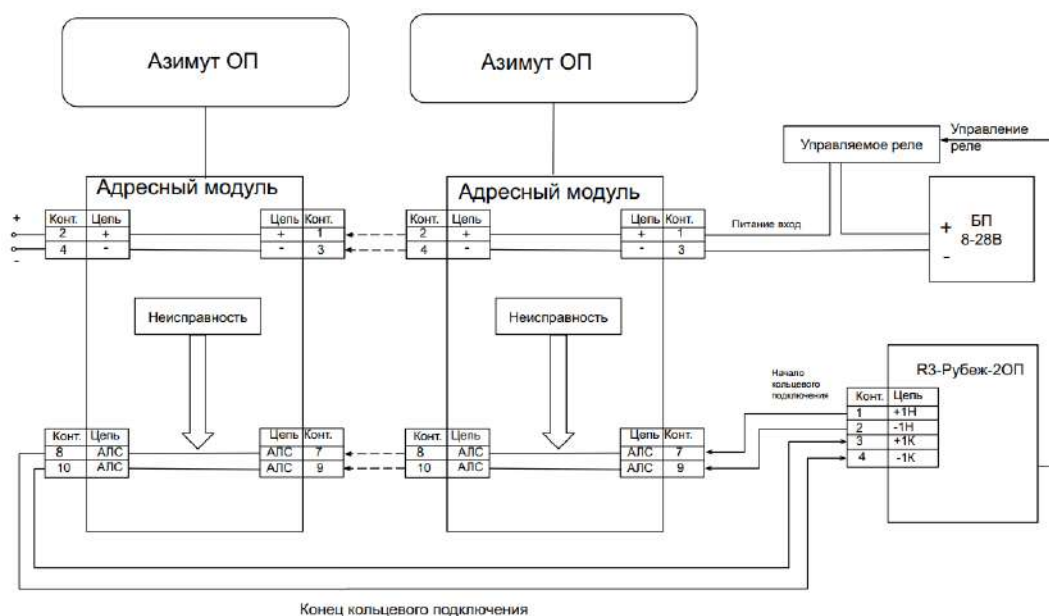 Азимут ОП
Азимут ОП
Управляемое реле
Управление
реле
Адресный модуль
Адресный модуль
+
-
Конт. Цепь
2 +
4 -
Цепь Конт.
+ 1
- 3
Конт. Цепь
2 +
4 -
Цепь Конт.
+ 1
- 3
Питание вход
БП
8-28В
+
-
Неисправность
Неисправность
R3-Рубеж-2ОП
Начало
кольцевого
подключения
Конт. Цепь
1 +1Н
2 -1Н
3 +1К
4 -1К
Конт. Цепь
8 АЛС
10 АЛС
Цепь Конт.
АЛС 7
АЛС 9
Конт. Цепь
8 АЛС
10 АЛС
Цепь Конт.
АЛС 7
АЛС 9
Конец кольцевого подключения